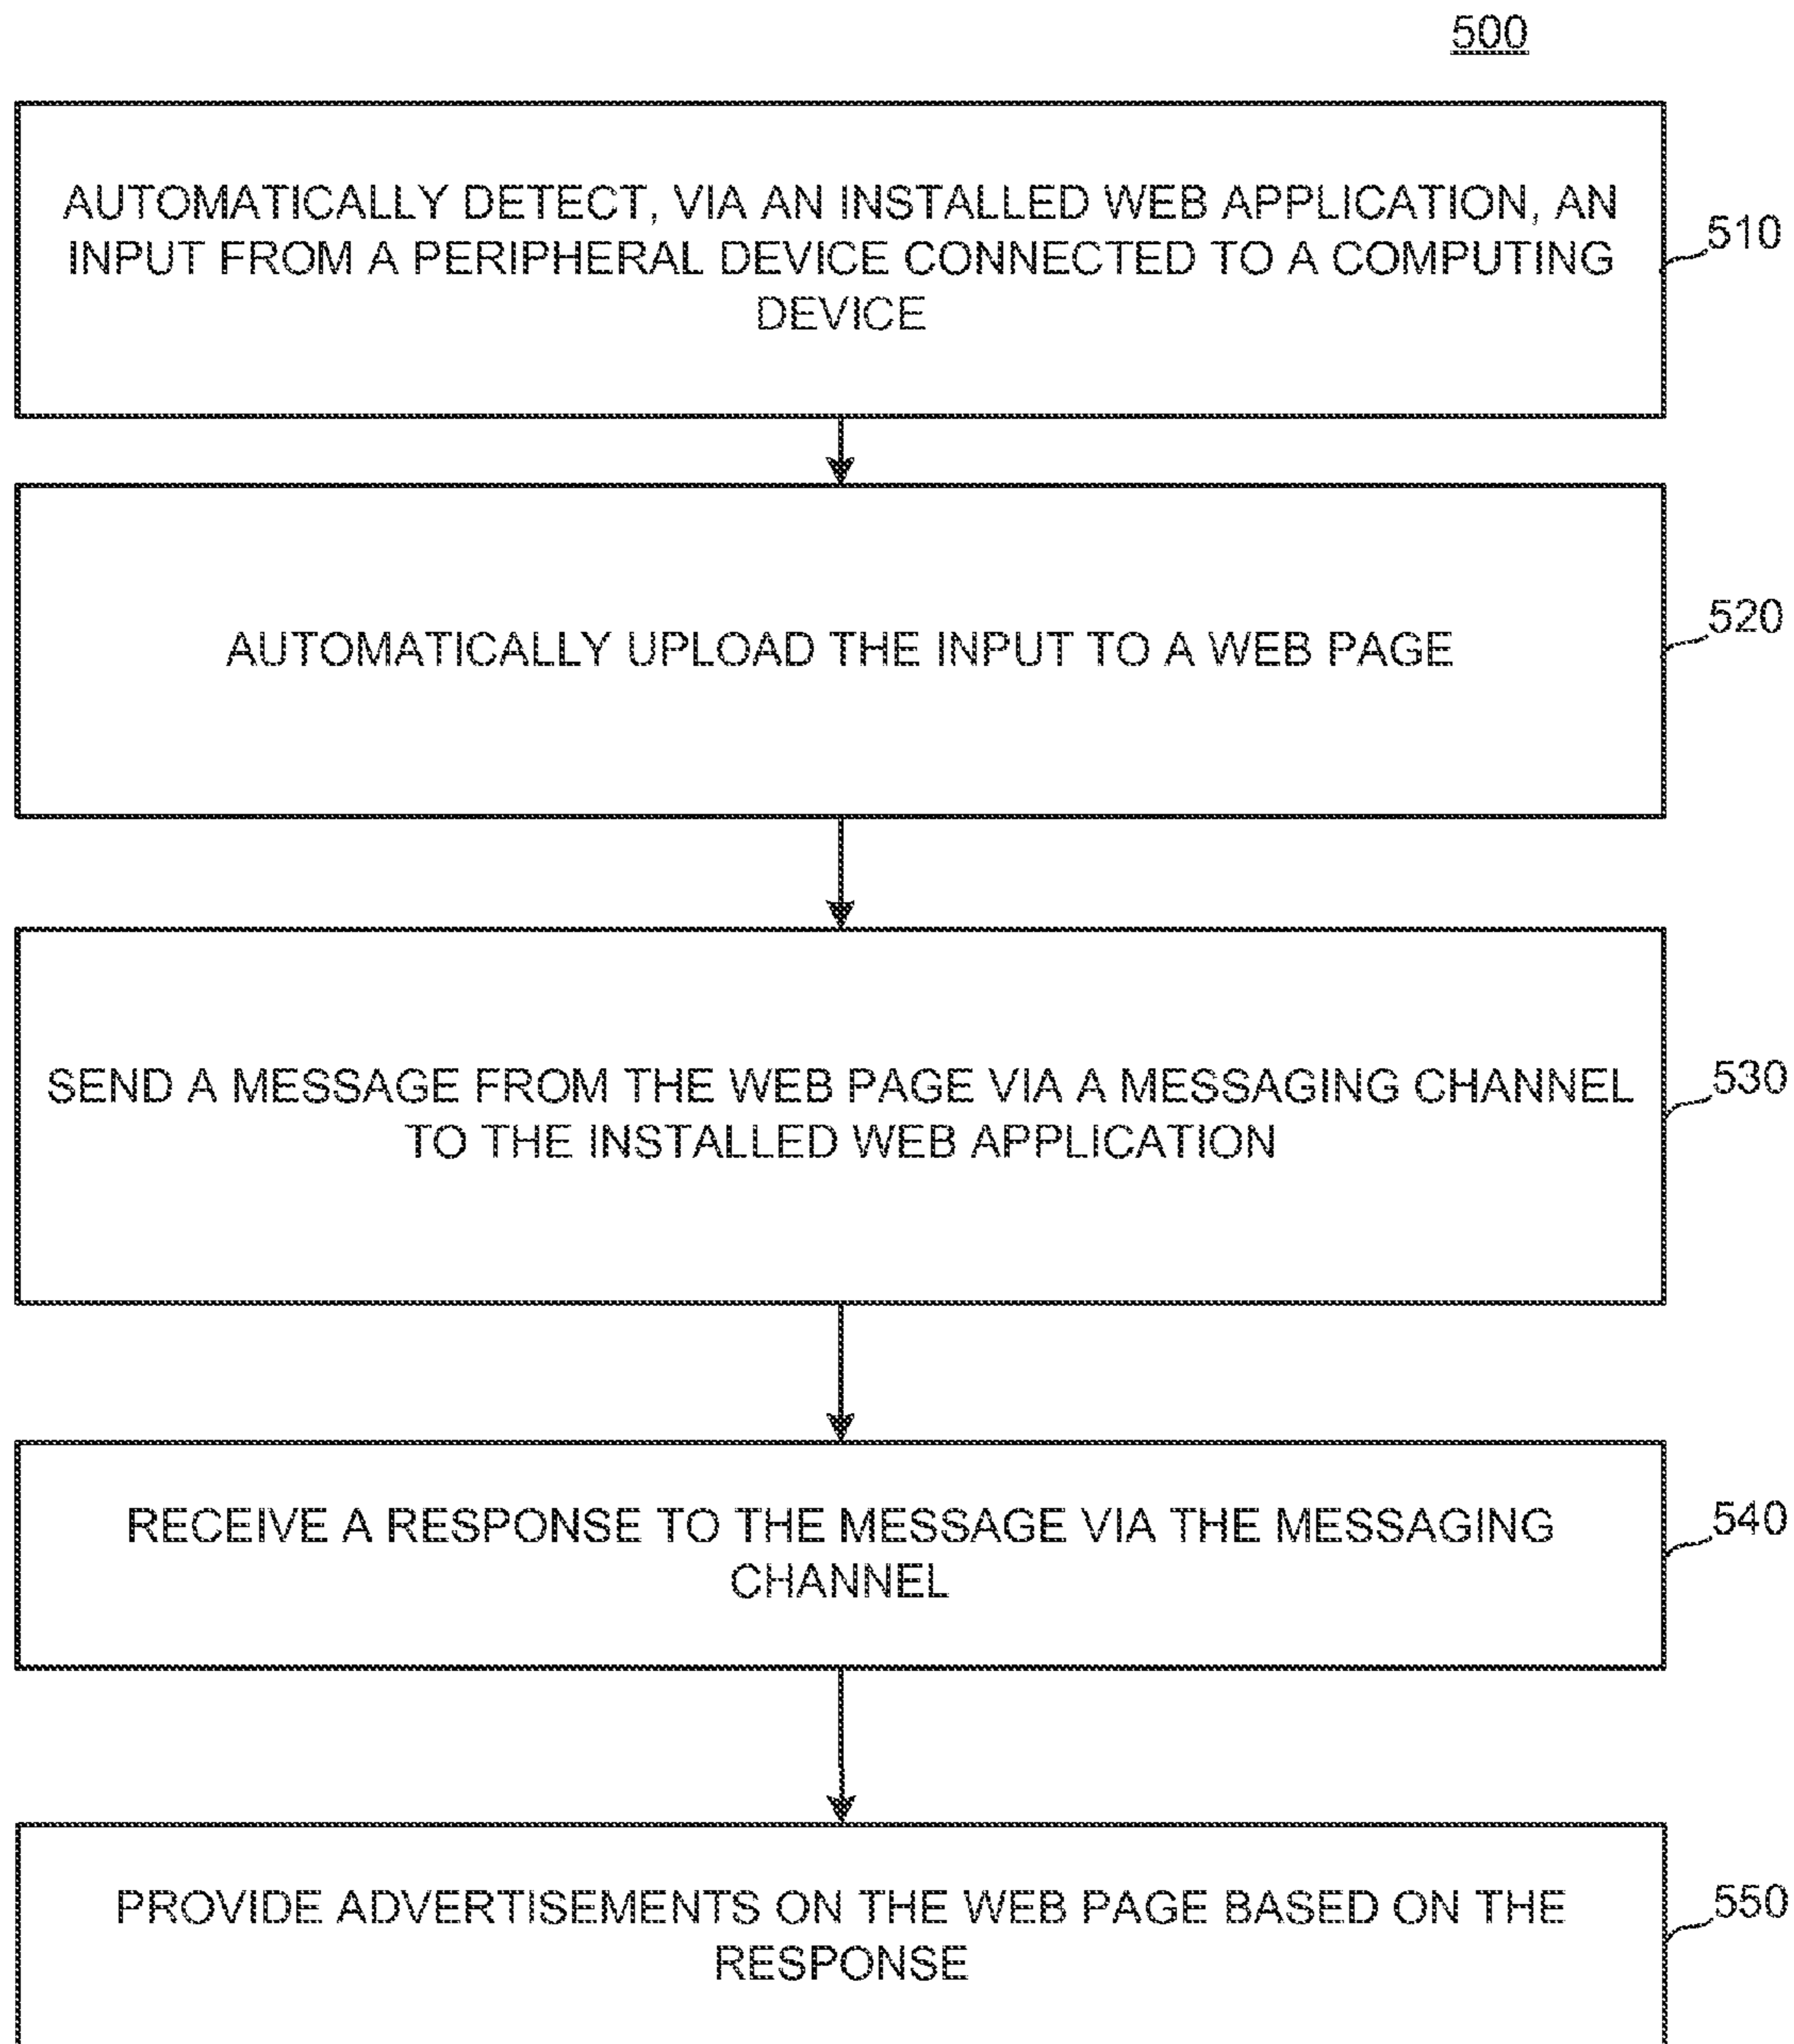 500
AUTOMATICALLY DETECT, VIA AN INSTALLED WEB APPLICATION, AN
INPUT FROM A PERIPHERAL DEVICE CONNECTED TO A COMPUTING
DEVICE
510
AUTOMATICALLY UPLOAD THE INPUT TO A WEB PAGE
520
SEND A MESSAGE FROM THE WEB PAGE VIA A MESSAGING CHANNEL
TO THE INSTALLED WEB APPLICATION
530
RECEIVE A RESPONSE TO THE MESSAGE VIA THE MESSAGING
CHANNEL
540
PROVIDE ADVERTISEMENTS ON THE WEB PAGE BASED ON THE
RESPONSE
550